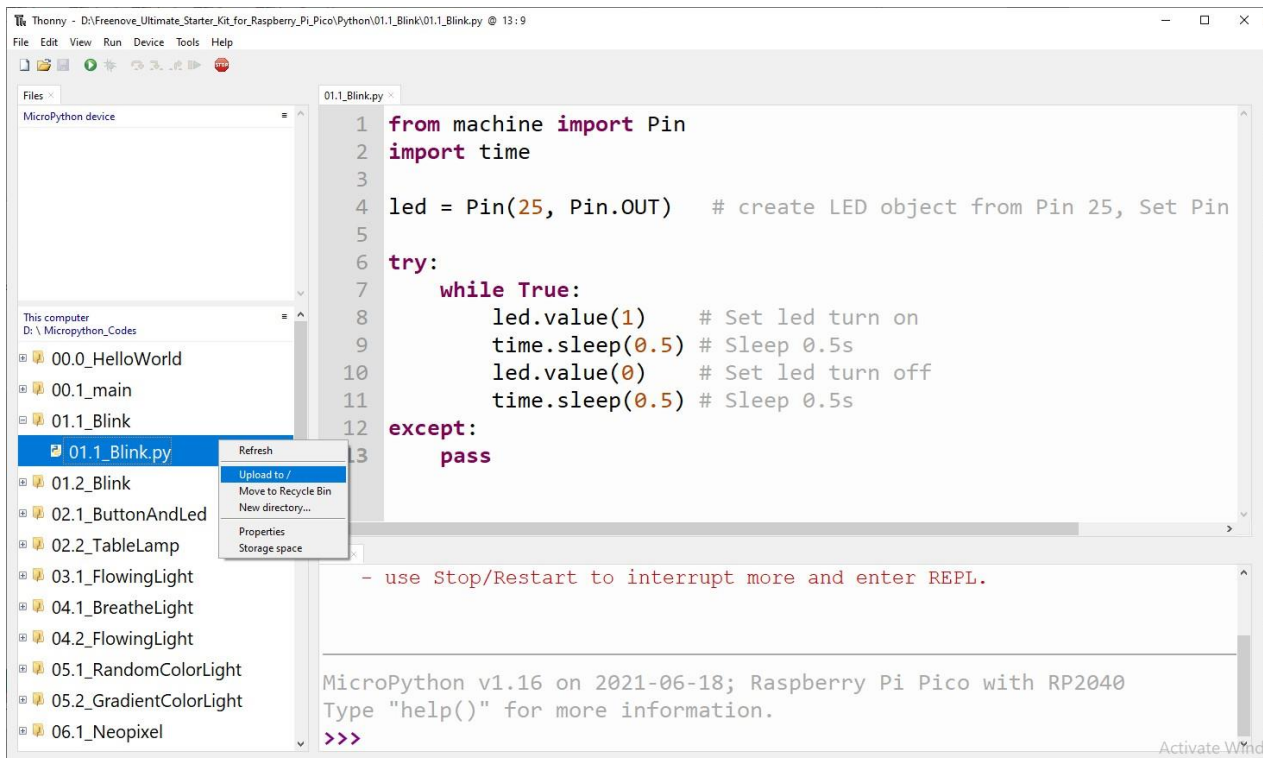 Thonny - D:\Freenove_Ultimate_Starter_Kit_for_Raspberry_Pi_Pico\Python\01.1_Blink\01.1_Blink.py @ 13:9
File Edit View Run Device Tools Help
STOP
Files
MicroPython device
This computer
D: \ Micropython_Codes
00.0_HelloWorld
00.1_main
01.1_Blink
01.1_Blink.py
01.2_Blink
02.1_ButtonAndLed
02.2_TableLamp
03.1_FlowingLight
04.1_BreatheLight
04.2_FlowingLight
05.1_RandomColorLight
05.2_GradientColorLight
06.1_Neopixel
Refresh
Upload to /
Move to Recycle Bin
New directory...
Properties
Storage space
01.1_Blink.py
1 from machine import Pin
2 import time
3
4 led = Pin(25, Pin.OUT)   # create LED object from Pin 25, Set Pin
5
6 try:
7     while True:
8         led.value(1)    # Set led turn on
9         time.sleep(0.5) # Sleep 0.5s
10         led.value(0)    # Set led turn off
11         time.sleep(0.5) # Sleep 0.5s
12 except:
13     pass
- use Stop/Restart to interrupt more and enter REPL.
MicroPython v1.16 on 2021-06-18; Raspberry Pi Pico with RP2040
Type "help()" for more information.
>>>
Activate Wind